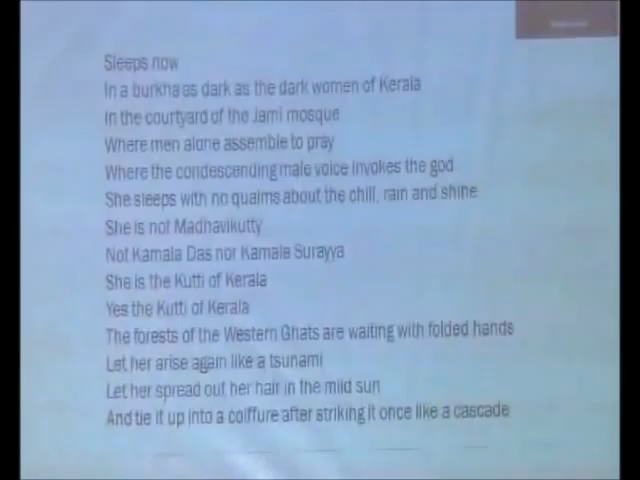 Sleeps now
In a burkha as dark as the dark women of Kerala
In the courtyard of the Jami mosque
Where men alone assemble to pray
Where the condescending male voice invokes the god
She sleeps with no qualms about the chill, rain and shine
She is not Madhavikutty
Not Kamala Das nor Kamala Surayya
She is the Kutti of Kerala
Yes the Kutti of Kerala
The forests of the Western Ghats are waiting with folded hands
Let her arise again like a tsunami
Let her spread out her hair in the mild sun
And tie it up into a coiffure after striking it once like a cascade